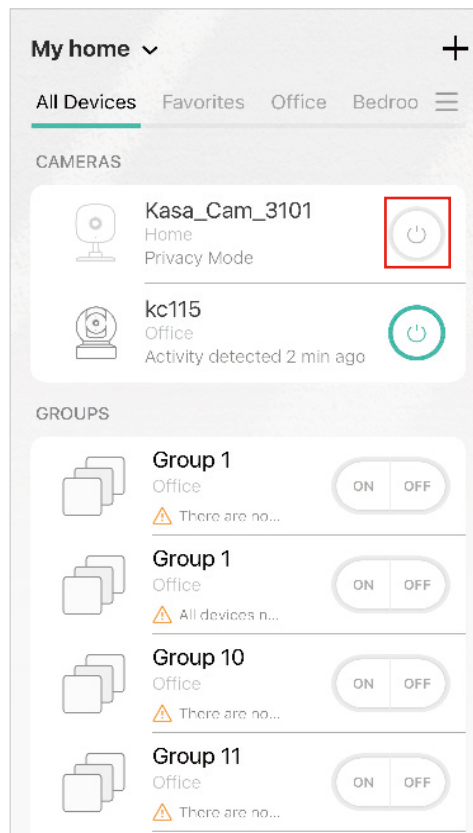 My home
All Devices Favorites Office Bedroo
CAMERAS
Kasa_Cam_3101
Home
Privacy Mode
kc115
Office
Activity detected 2 min ago
GROUPS
Group 1
Office
ON OFF
There are no...
Group 1
Office
ON OFF
All devices n...
Group 10
Office
ON OFF
There are no...
Group 11
Office
ON OFF
There are no...